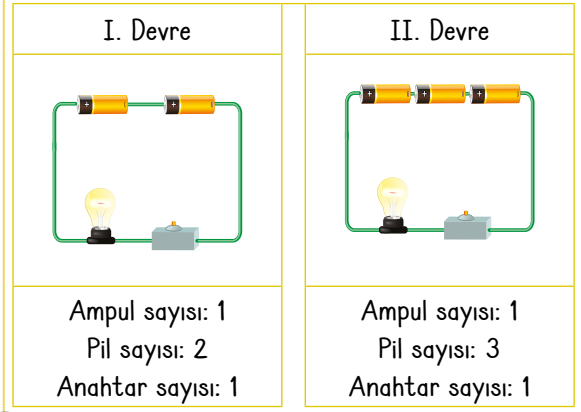 I. Devre
II. Devre
Ampul sayısı: 1
Pil sayısı: 2
Anahtar sayısı: 1
Ampul sayısı: 1
Pil sayısı: 3
Anahtar sayısı: 1